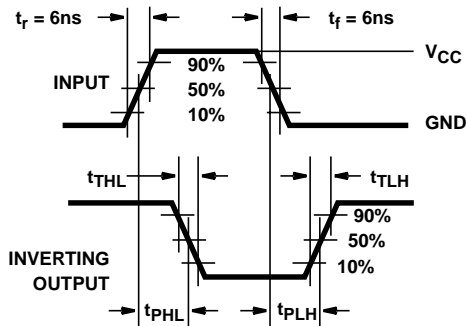 tr = 6ns
tf = 6ns
VCC
INPUT
90%
50%
10%
GND
tTHL
tTLH
90%
50%
10%
INVERTING
OUTPUT
tPHL
tPLH